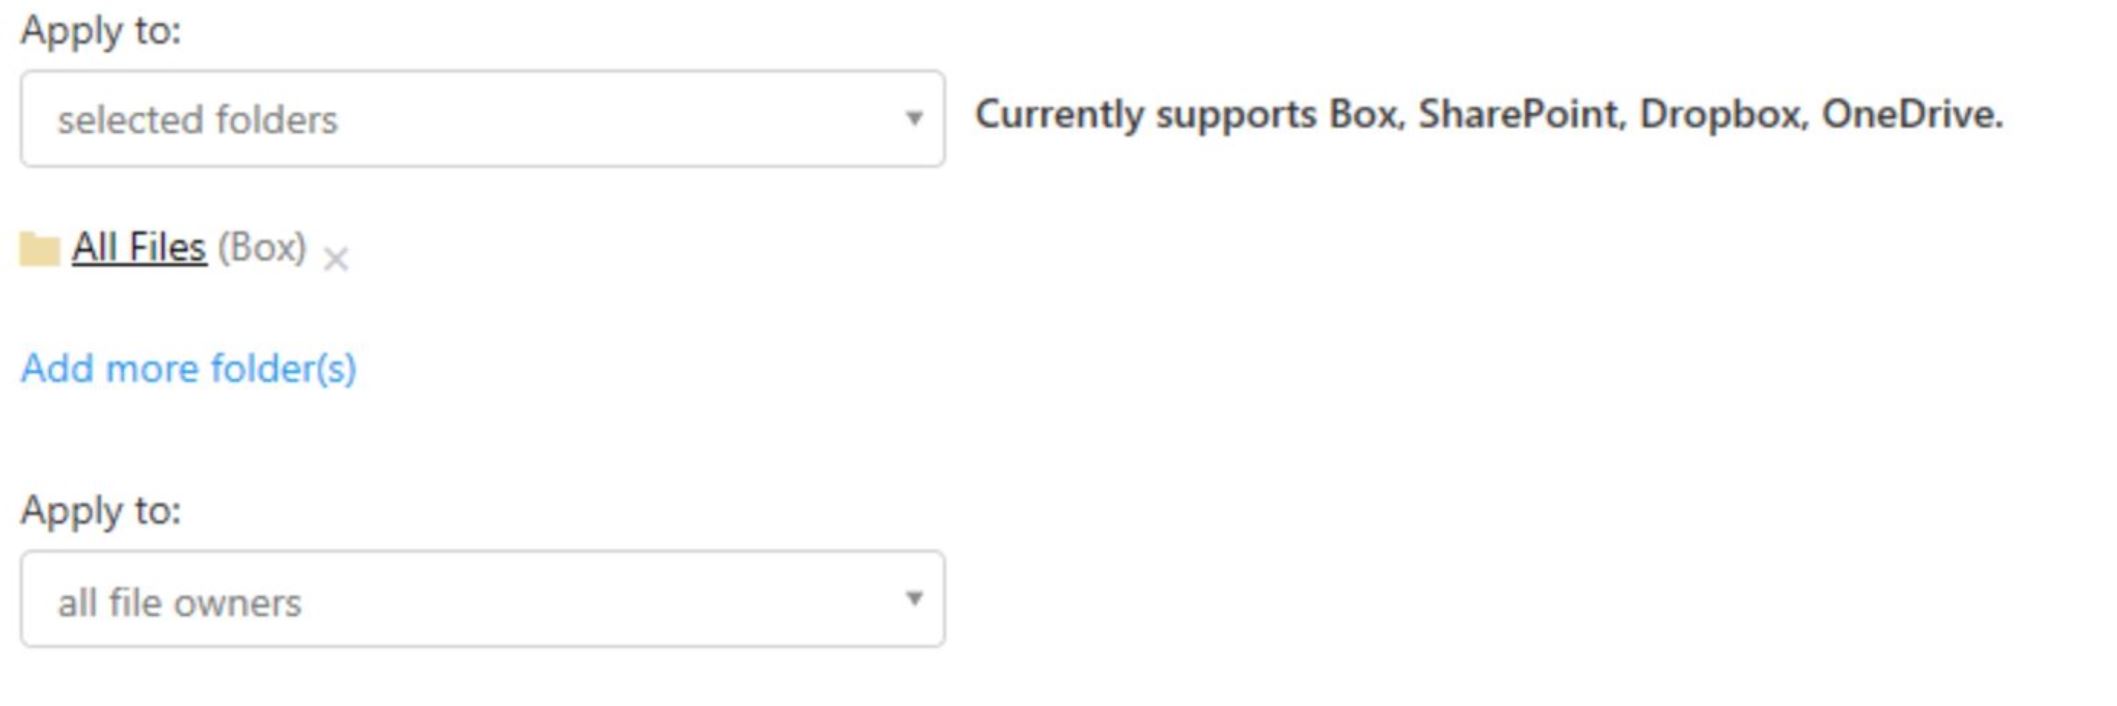 Apply to:
selected folders
Currently supports Box, SharePoint, Dropbox, OneDrive.
All Files (Box)
Add more folder(s)
Apply to:
all file owners